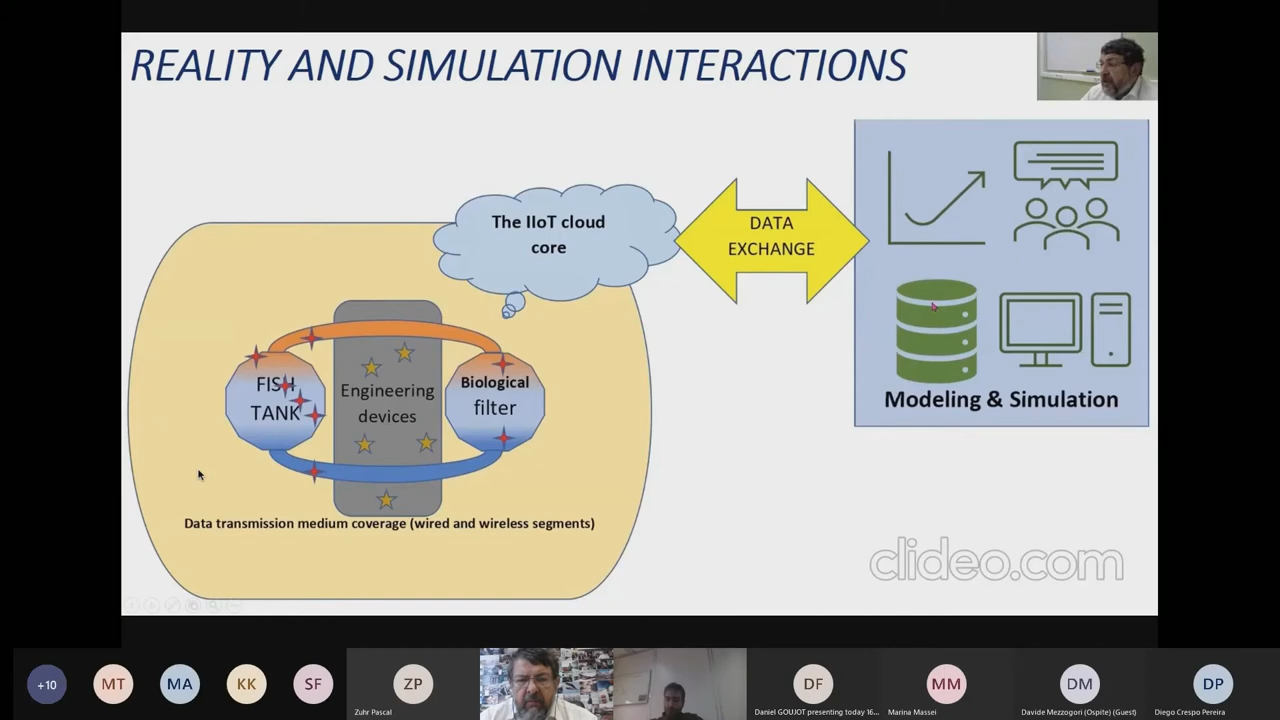 REALITY AND SIMULATION INTERACTIONS
The IIoT cloud
core
DATA
EXCHANGE
FISH
TANK
Engineering
devices
Biological
filter
Modeling & Simulation
Data transmission medium coverage (wired and wireless segments)
clideo.com
+10
MT
MA
KK
SF
ZP
Zuhr Pascal
DF
Daniel GOUJOT presenting today 16...
MM
Marina Massei
DM
Davide Mezzogori (Ospite) (Guest)
DP
Diego Crespo Pereira